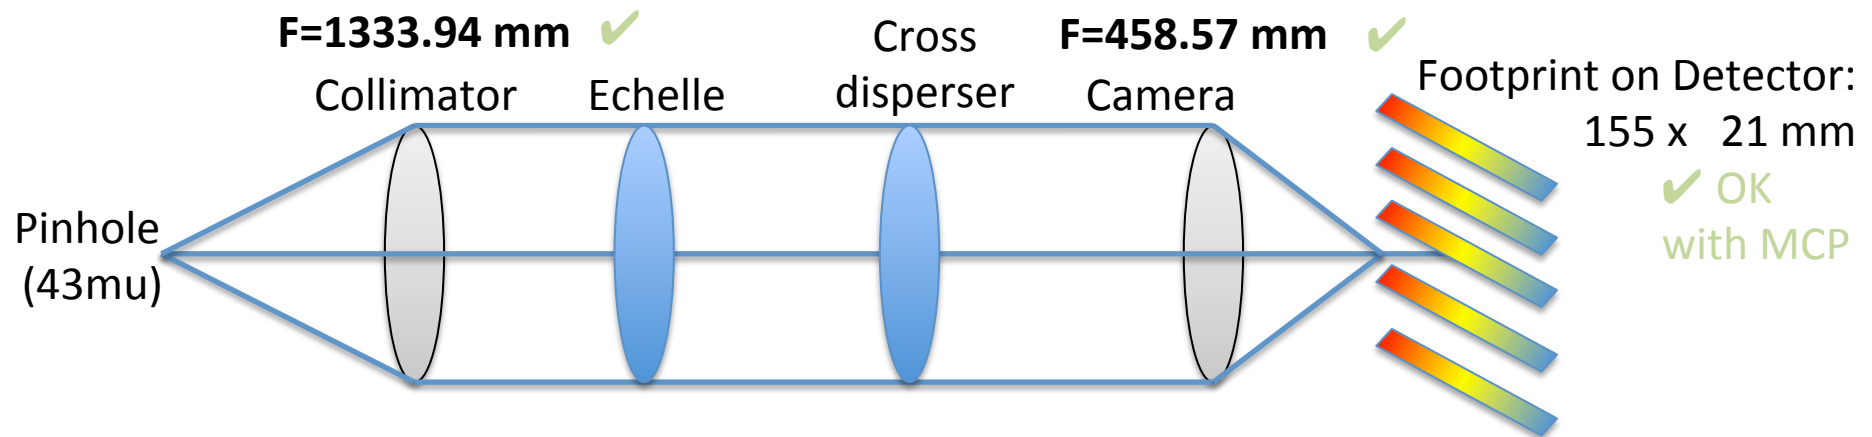 F=1333.94 mm ✔
Collimator
Echelle
Cross
disperser
F=458.57 mm ✔
Camera
Footprint on Detector:
155 x 21 mm
✔ OK
with MCP
Pinhole
(43mu)